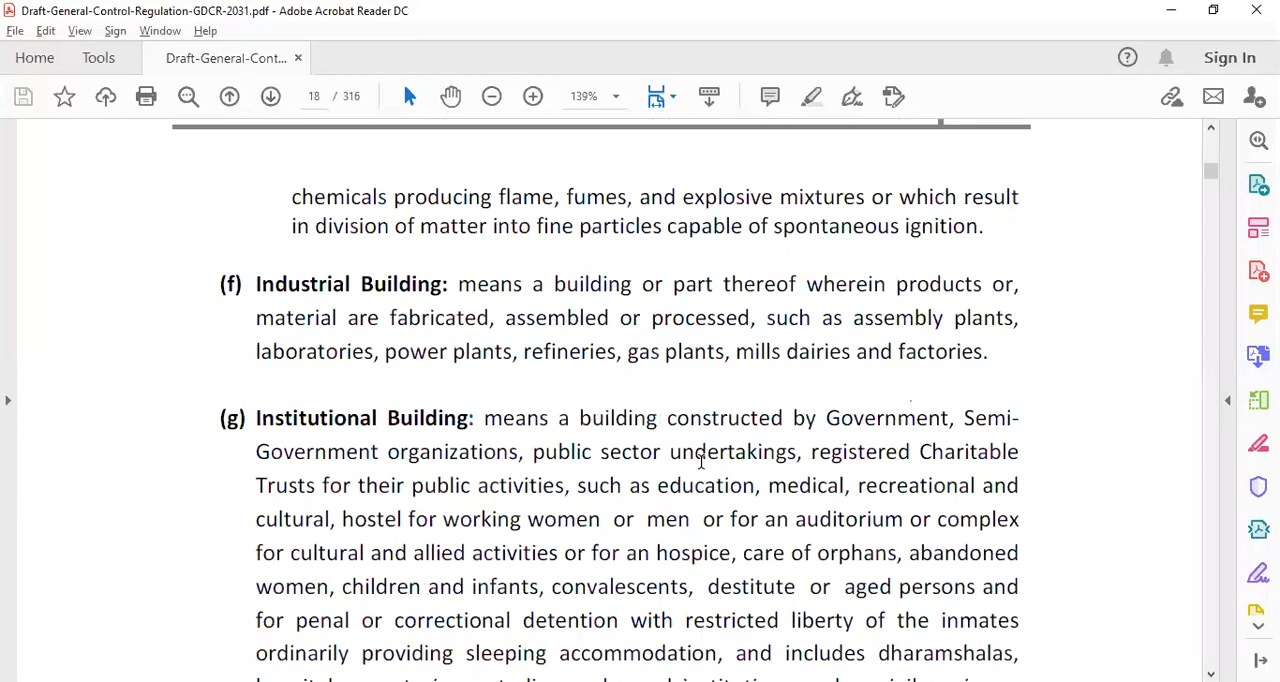 Draft-General-Control-Regulation-GDCR-2031.pdf - Adobe Acrobat Reader DC
File Edit View Sign Window Help
Home Tools Draft-General-Cont... × Sign In
18 / 316 139%
chemicals producing flame, fumes, and explosive mixtures or which result
in division of matter into fine particles capable of spontaneous ignition.
(f) Industrial Building: means a building or part thereof wherein products or,
material are fabricated, assembled or processed, such as assembly plants,
laboratories, power plants, refineries, gas plants, mills dairies and factories.
(g) Institutional Building: means a building constructed by Government, Semi-
Government organizations, public sector undertakings, registered Charitable
Trusts for their public activities, such as education, medical, recreational and
cultural, hostel for working women or men or for an auditorium or complex
for cultural and allied activities or for an hospice, care of orphans, abandoned
women, children and infants, convalescents, destitute or aged persons and
for penal or correctional detention with restricted liberty of the inmates
ordinarily providing sleeping accommodation, and includes dharamshalas,